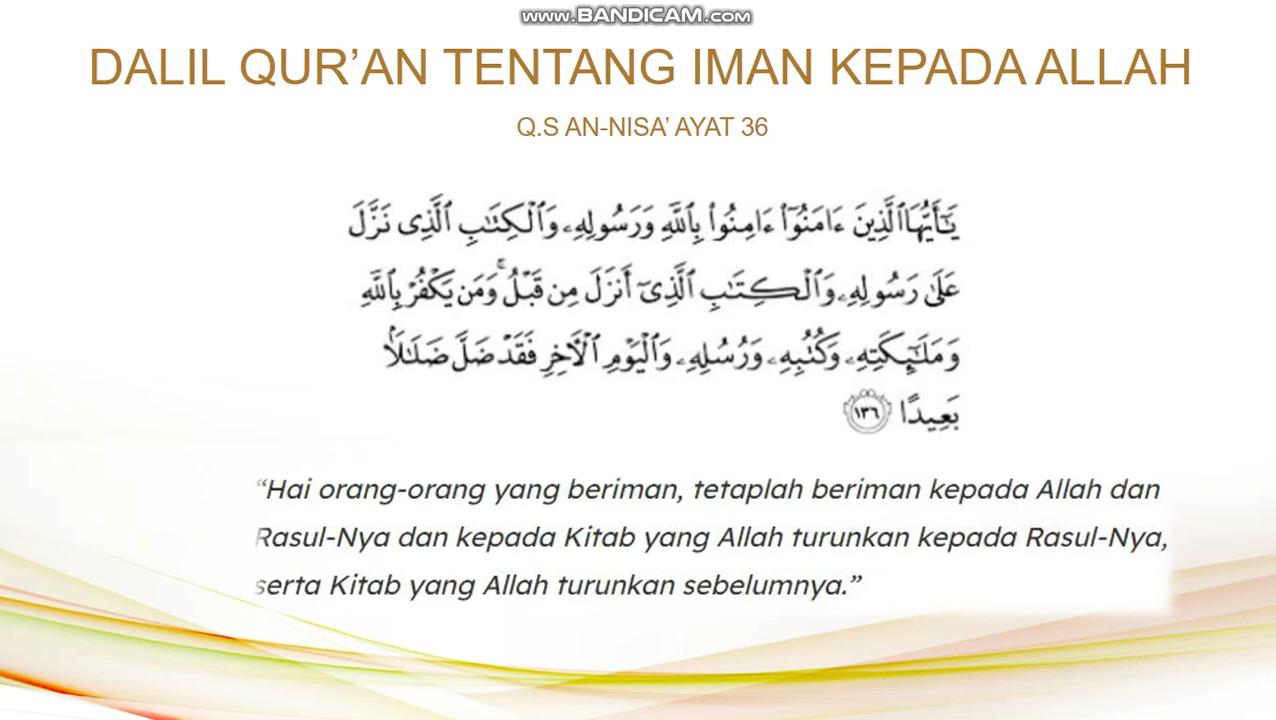 www.BANDICAM.com
DALIL QUR’AN TENTANG IMAN KEPADA ALLAH
Q.S AN-NISA’ AYAT 36
يَـٰٓأَيُّهَا ٱلَّذِينَ ءَامَنُوٓا۟ ءَامِنُوا۟ بِٱللَّهِ وَرَسُولِهِۦ وَٱلْكِتَـٰبِ ٱلَّذِى نَزَّلَ
عَلَىٰ رَسُولِهِۦ وَٱلْكِتَـٰبِ ٱلَّذِىٓ أَنزَلَ مِن قَبْلُ ۚ وَمَن يَكْفُرْ بِٱللَّهِ
وَمَلَـٰٓئِكَتِهِۦ وَكُتُبِهِۦ وَرُسُلِهِۦ وَٱلْيَوْمِ ٱلْـَٔاخِرِ فَقَدْ ضَلَّ ضَلَـٰلًۢا
بَعِيدًا ١٣٦
“Hai orang-orang yang beriman, tetaplah beriman kepada Allah dan
Rasul-Nya dan kepada Kitab yang Allah turunkan kepada Rasul-Nya,
serta Kitab yang Allah turunkan sebelumnya.”